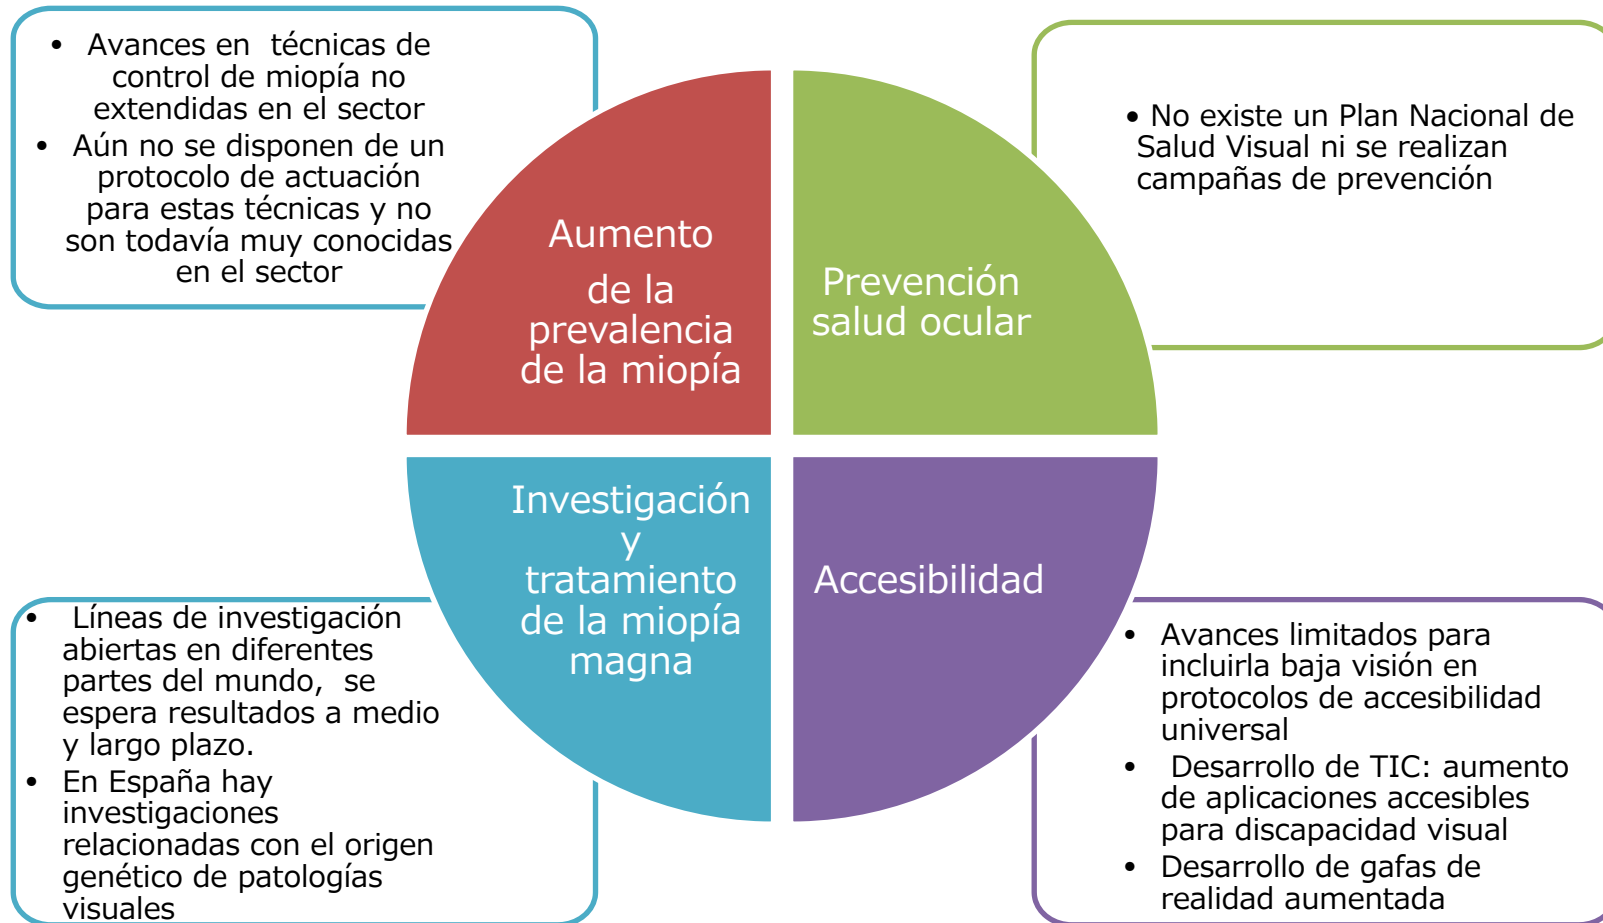 • Avances en técnicas de
control de miopía no
extendidas en el sector
• Aún no se disponen de un
protocolo de actuación
para estas técnicas y no
son todavía muy conocidas
en el sector
• No existe un Plan Nacional de
Salud Visual ni se realizan
campañas de prevención
Aumento
de la
prevalencia
de la miopía
Prevención
salud ocular
Investigación
y
tratamiento
de la miopía
magna
Accesibilidad
• Líneas de investigación
abiertas en diferentes
partes del mundo, se
espera resultados a medio
y largo plazo.
• En España hay
investigaciones
relacionadas con el origen
genético de patologías
visuales
• Avances limitados para
incluirla baja visión en
protocolos de accesibilidad
universal
• Desarrollo de TIC: aumento
de aplicaciones accesibles
para discapacidad visual
• Desarrollo de gafas de
realidad aumentada